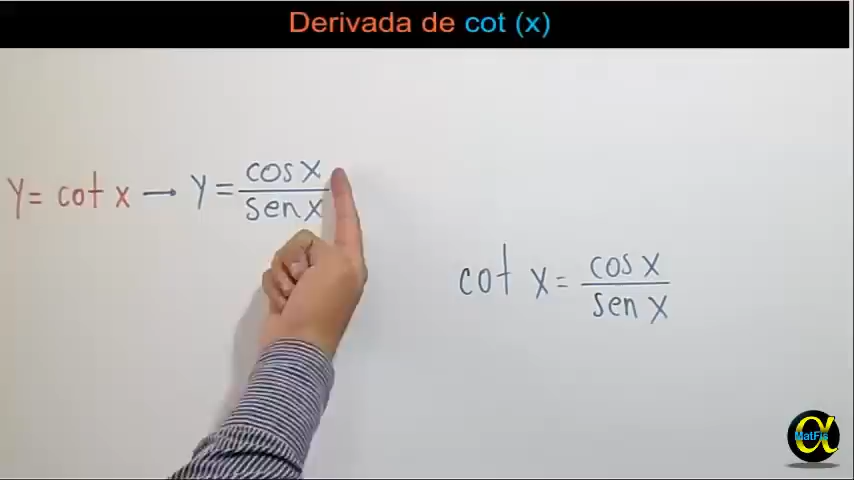 Derivada de cot (x)
y = cot x → y = cos x / sen x
cot x = cos x / sen x
MatFis
α